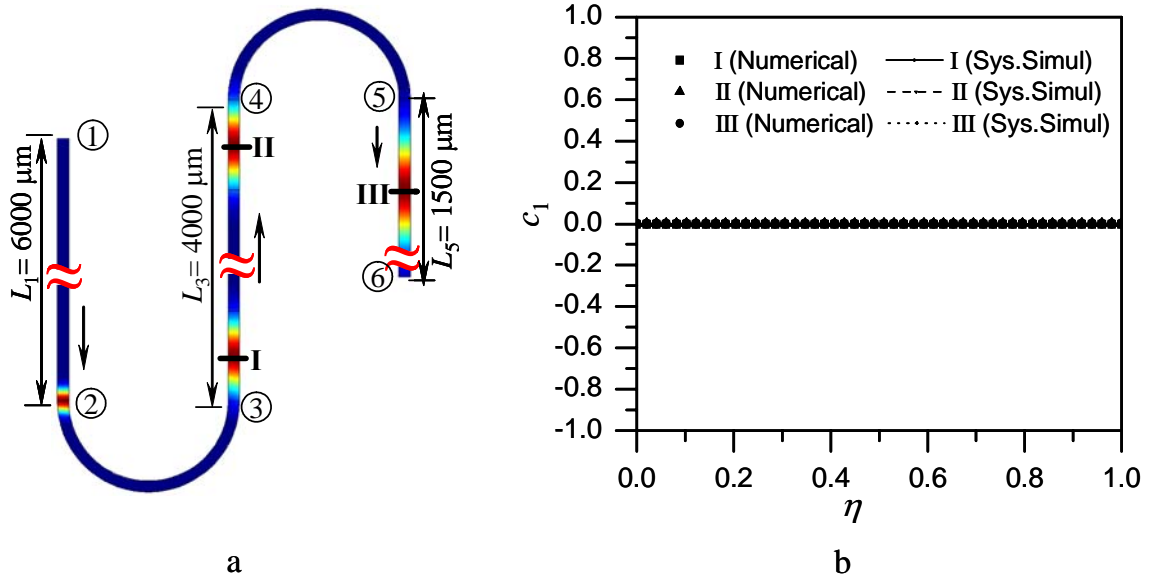 ①
②
③
④
⑤
⑥
L1= 6000 μm
L3= 4000 μm
L5= 1500 μm
I
II
III
a
1.0
0.8
0.6
0.4
0.2
0.0
-0.2
-0.4
-0.6
-0.8
-1.0
c1
I (Numerical)
II (Numerical)
III (Numerical)
I (Sys.Simul)
II (Sys.Simul)
III (Sys.Simul)
0.0 0.2 0.4 0.6 0.8 1.0
η
b